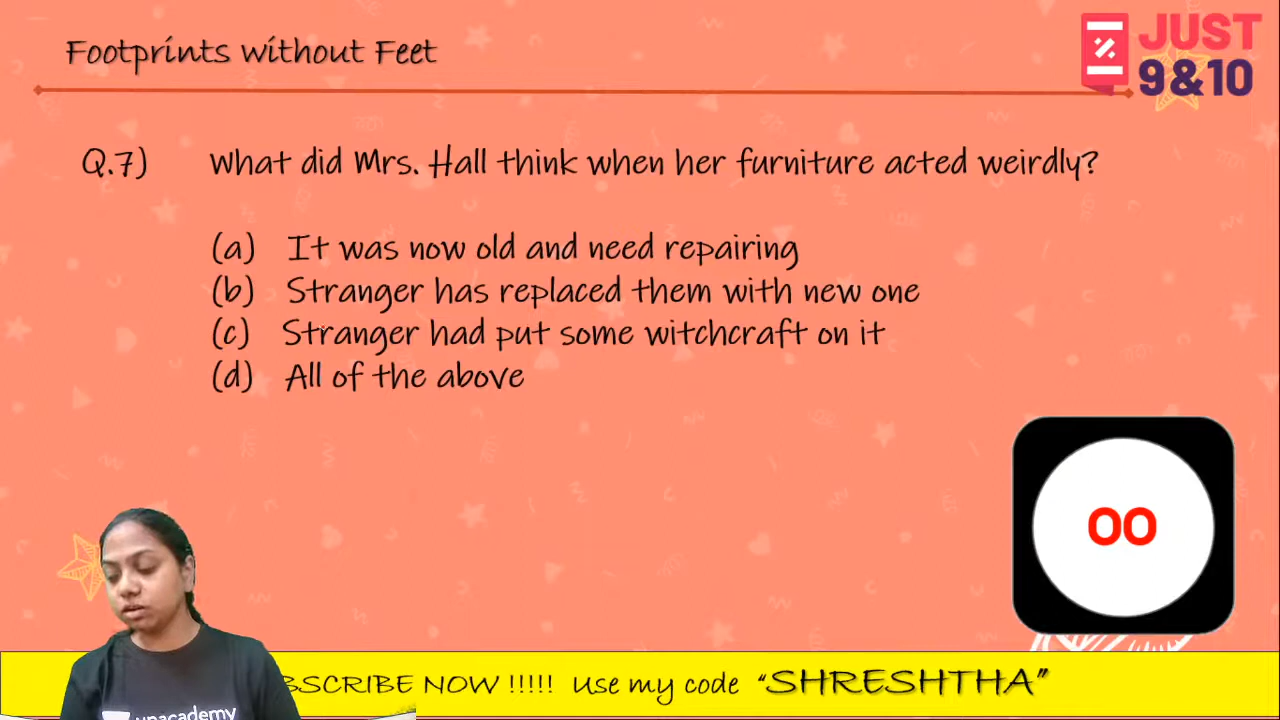 Footprints without Feet
JUST
9&10
Q.7) What did Mrs. Hall think when her furniture acted weirdly?
(a) It was now old and need repairing
(b) Stranger has replaced them with new one
(c) Stranger had put some witchcraft on it
(d) All of the above
00
NOW !!!!! Use my code "SHRESHTHA"
unacademy